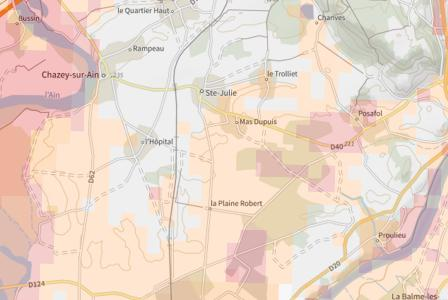 le Quartier Haut
Charives
Bussin
Rampeau
Chazey-sur-Ain
le Trolliet
l'Ain
Ste-Julie
Posafol
Mas Dupuis
l'Hôpital
D40
D62
la Plaine Robert
Proulieu
D20
D124
La Balme-les-